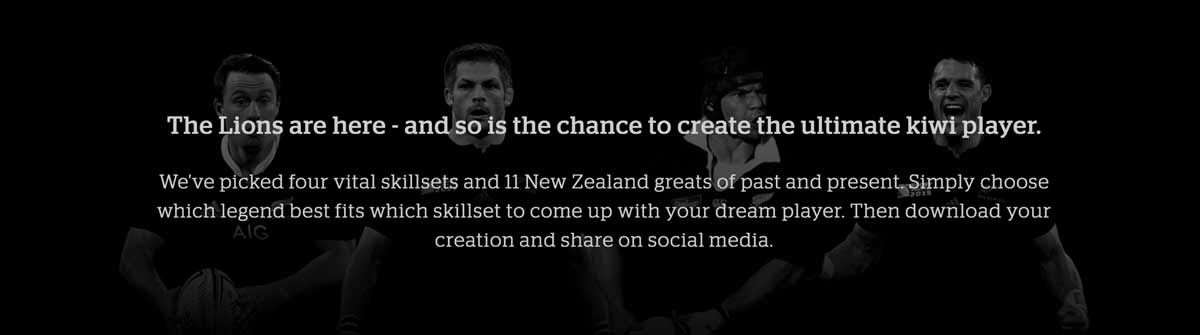 The Lions are here - and so is the chance to create the ultimate kiwi player.
We've picked four vital skillsets and 11 New Zealand greats of past and present. Simply choose
which legend best fits which skillset to come up with your dream player. Then download your
creation and share on social media.
AIG